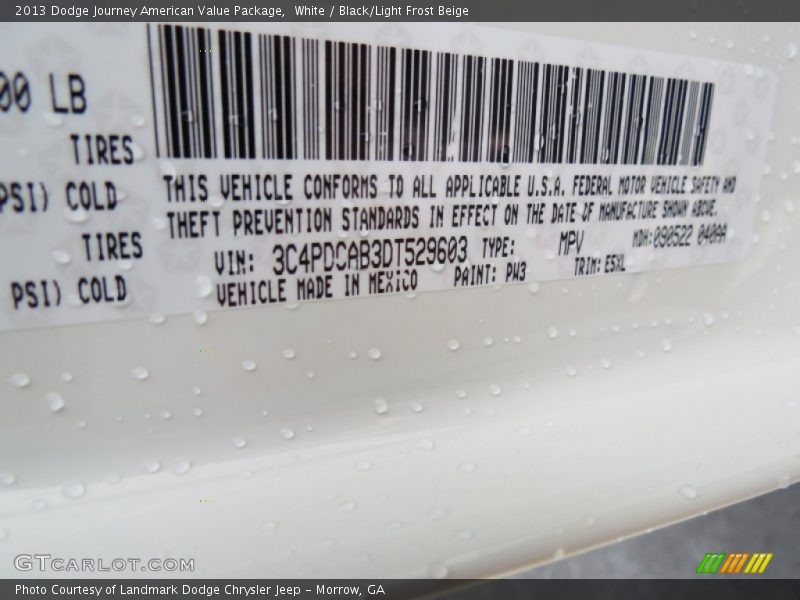 2013 Dodge Journey American Value Package,  White / Black/Light Frost Beige
00 LB
TIRES
PSI) COLD
TIRES
PSI) COLD
THIS VEHICLE CONFORMS TO ALL APPLICABLE U.S.A. FEDERAL MOTOR VEHICLE SAFETY AND
THEFT PREVENTION STANDARDS IN EFFECT ON THE DATE OF MANUFACTURE SHOWN ABOVE.
VIN: 3C4PDCAB3DT529603 TYPE: MPV MDH:090522 040AA
VEHICLE MADE IN MEXICO PAINT: PW3 TRIM: E5XL
GTCARLOT.COM
Photo Courtesy of Landmark Dodge Chrysler Jeep – Morrow, GA